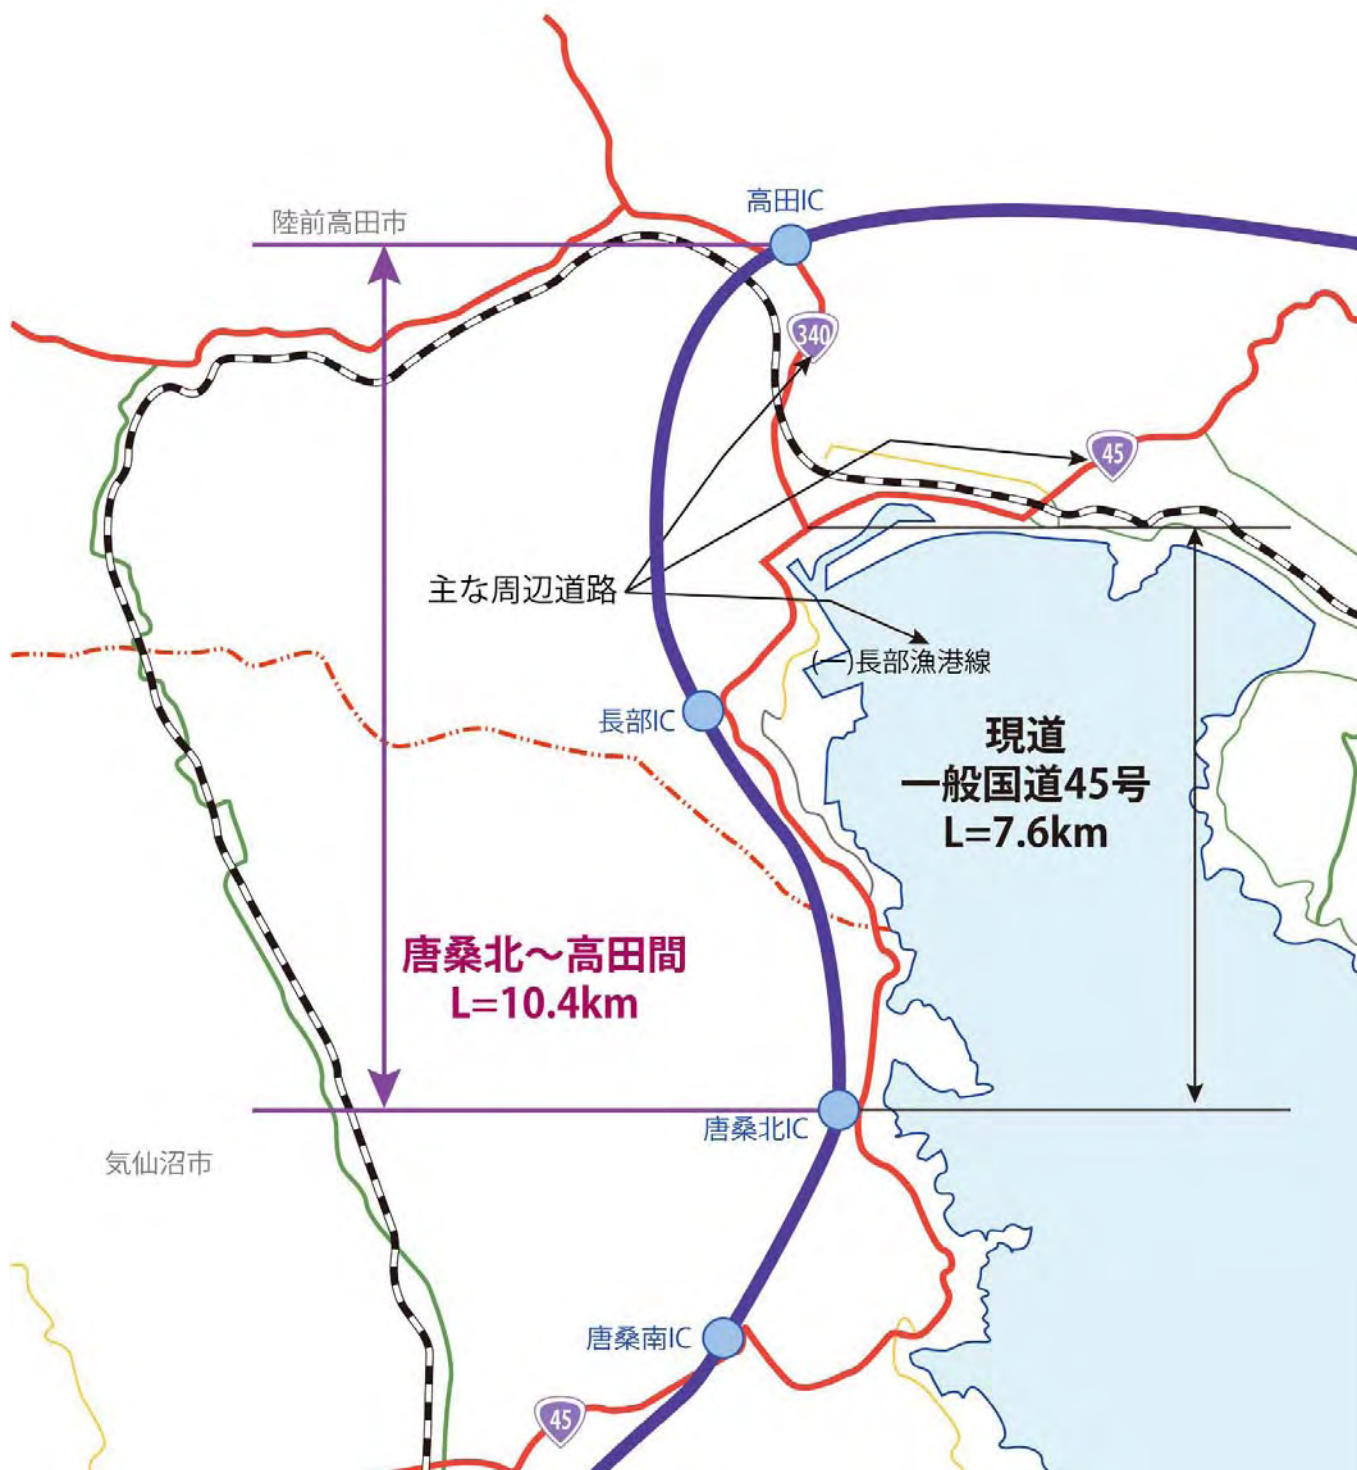 高田IC
陸前高田市
340
45
主な周辺道路
(一)長部漁港線
長部IC
現道
一般国道45号
L=7.6km
唐桑北～高田間
L=10.4km
唐桑北IC
気仙沼市
唐桑南IC
45